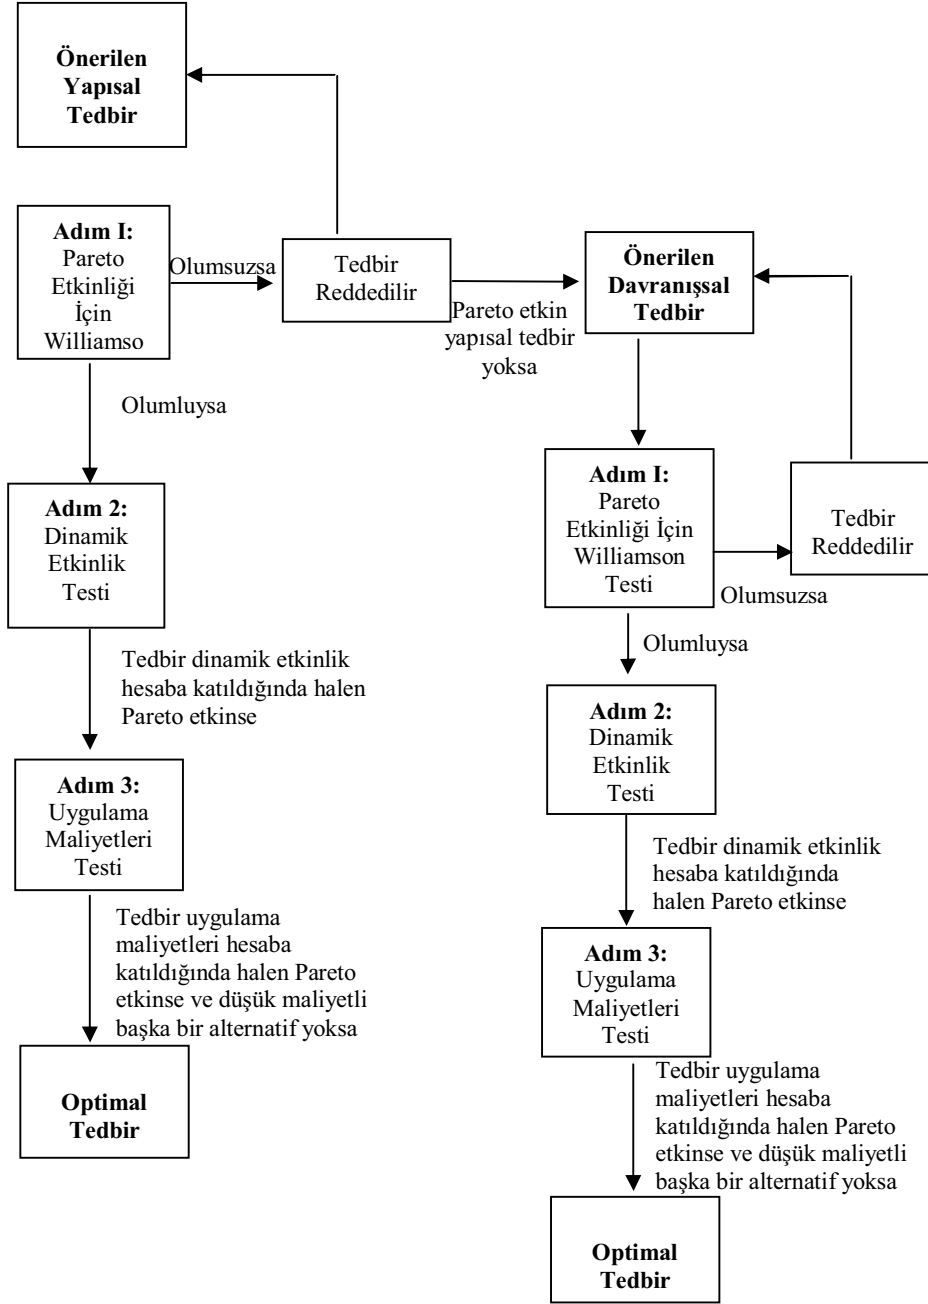 Önerilen
Yapısal
Tedbir
Adım I:
Pareto
Etkinliği
İçin
Williamso
Olumsuzsa
Tedbir
Reddedilir
Pareto etkin
yapısal tedbir
yoksa
Önerilen
Davranışsal
Tedbir
Olumluysa
Adım 2:
Dinamik
Etkinlik
Testi
Tedbir dinamik etkinlik
hesaba katıldığında halen
Pareto etkinse
Adım 3:
Uygulama
Maliyetleri
Testi
Tedbir uygulama
maliyetleri hesaba
katıldığında halen Pareto
etkinse ve düşük maliyetli
başka bir alternatif yoksa
Optimal
Tedbir
Adım I:
Pareto
Etkinliği İçin
Williamson
Testi
Olumsuzsa
Tedbir
Reddedilir
Olumluysa
Adım 2:
Dinamik
Etkinlik
Testi
Tedbir dinamik etkinlik
hesaba katıldığında
halen Pareto etkinse
Adım 3:
Uygulama
Maliyetleri
Testi
Tedbir uygulama
maliyetleri hesaba
katıldığında halen Pareto
etkinse ve düşük maliyetli
başka bir alternatif yoksa
Optimal
Tedbir